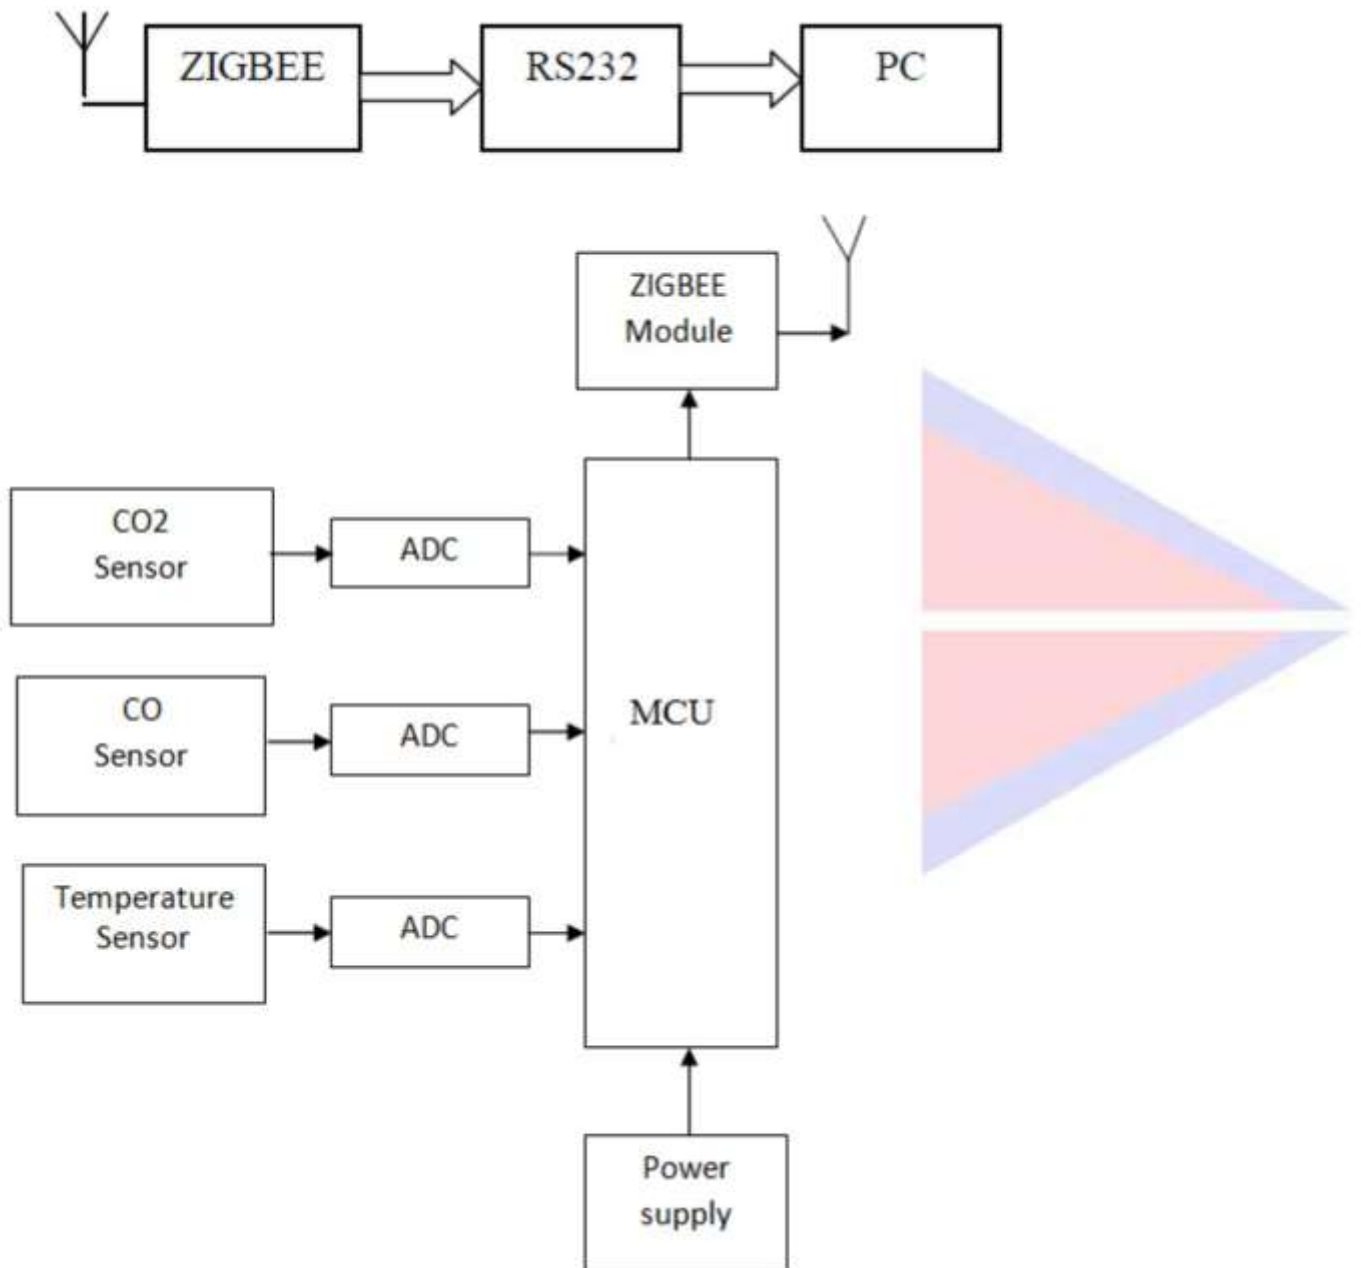 ZIGBEE
RS232
PC
ZIGBEE
Module
CO2
Sensor
ADC
CO
Sensor
ADC
MCU
Temperature
Sensor
ADC
Power
supply